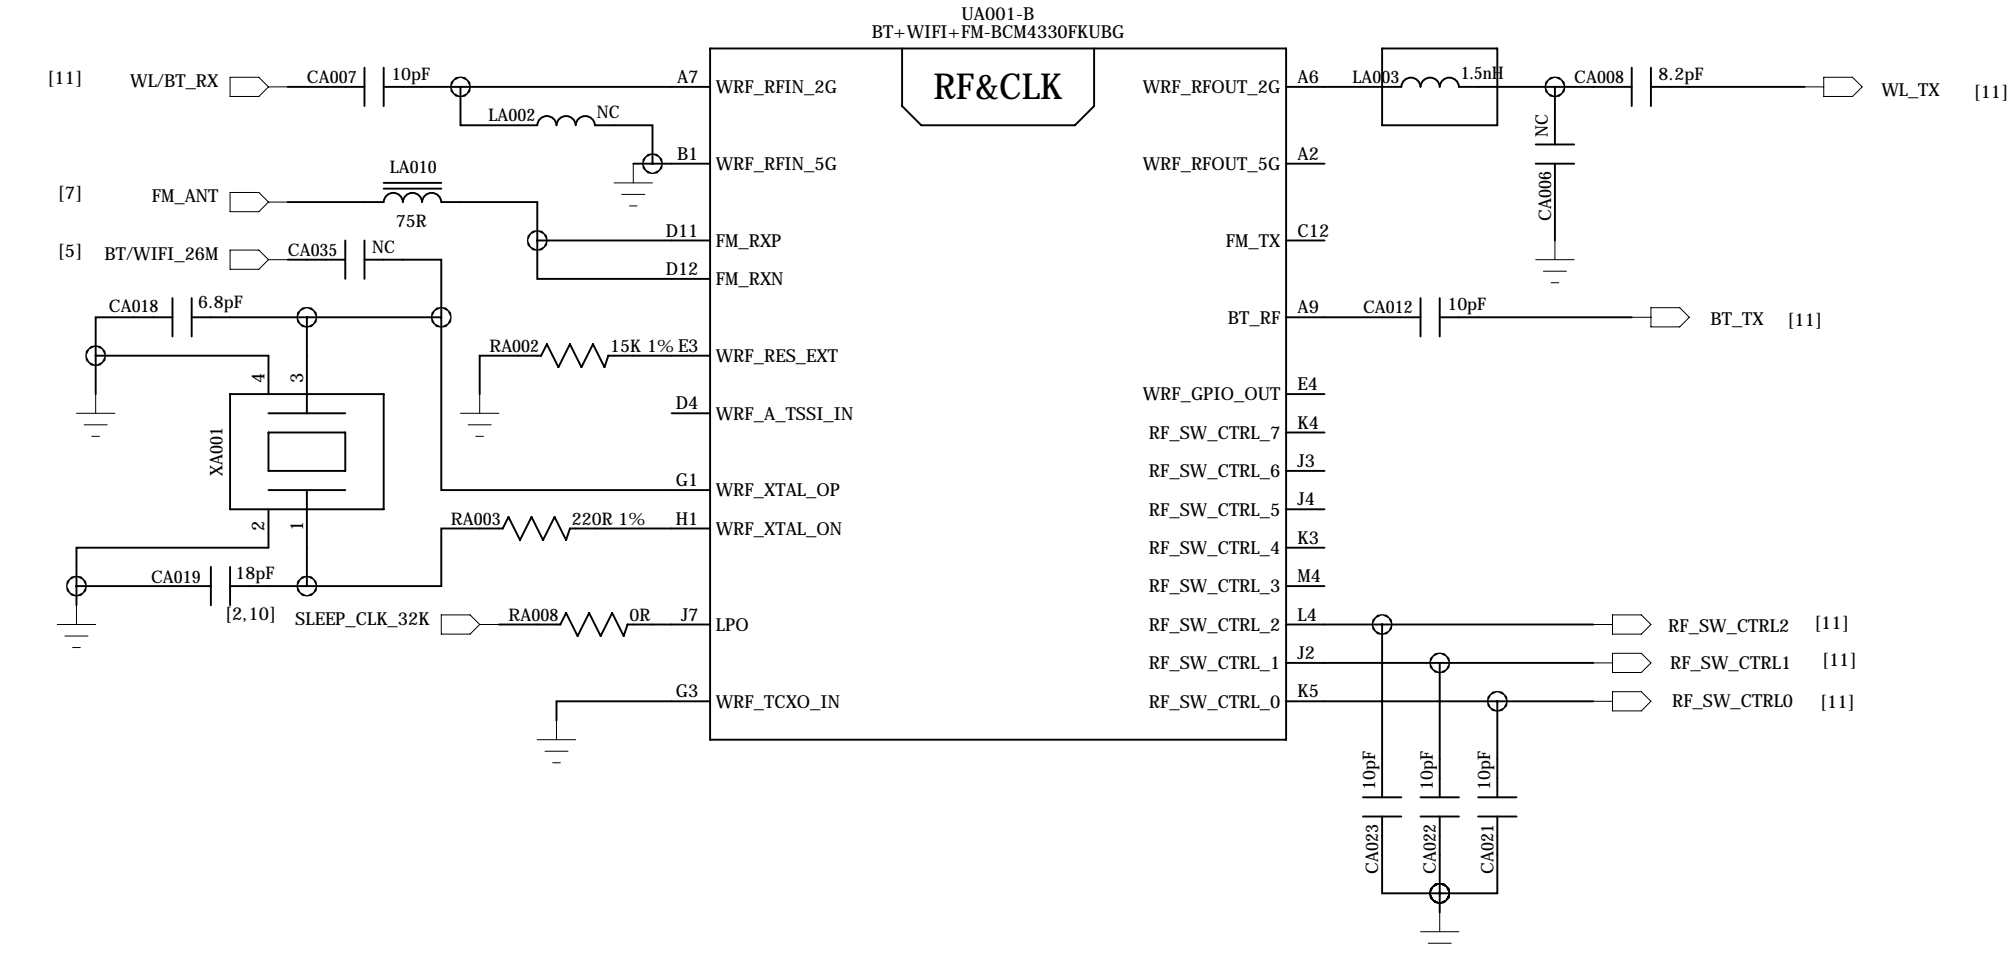 UA001-B
BT+WIFI+FM-BCM4330FKUBG
RF&CLK
[11] WL/BT_RX CA007 10pF A7 WRF_RFIN_2G
LA002 NC
B1 WRF_RFIN_5G
LA010
[7] FM_ANT
75R
D11 FM_RXP
[5] BT/WIFI_26M CA035 NC
D12 FM_RXN
CA018 6.8pF
RA002 15K 1% E3 WRF_RES_EXT
4 3
D4 WRF_A_TSSI_IN
XA001
G1 WRF_XTAL_OP
2 1
RA003 220R 1% H1 WRF_XTAL_ON
CA019 18pF
[2,10] SLEEP_CLK_32K RA008 0R J7 LPO
G3 WRF_TCXO_IN
WRF_RFOUT_2G A6 LA003 1.5nH CA008 8.2pF WL_TX [11]
NC
CA006
WRF_RFOUT_5G A2
FM_TX C12
BT_RF A9 CA012 10pF BT_TX [11]
WRF_GPIO_OUT E4
RF_SW_CTRL_7 K4
RF_SW_CTRL_6 J3
RF_SW_CTRL_5 J4
RF_SW_CTRL_4 K3
RF_SW_CTRL_3 M4
RF_SW_CTRL_2 L4 RF_SW_CTRL2 [11]
RF_SW_CTRL_1 J2 RF_SW_CTRL1 [11]
RF_SW_CTRL_0 K5 RF_SW_CTRL0 [11]
10pF 10pF 10pF
CA023 CA022 CA021